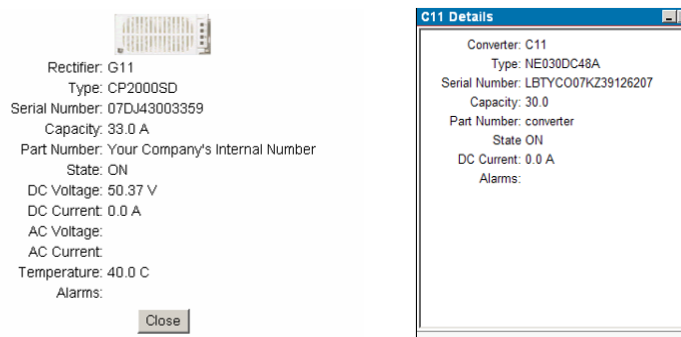 Rectifier: G11
Type: CP2000SD
Serial Number: 07DJ43003359
Capacity: 33.0 A
Part Number: Your Company's Internal Number
State: ON
DC Voltage: 50.37 V
DC Current: 0.0 A
AC Voltage:
AC Current:
Temperature: 40.0 C
Alarms:
Close
C11 Details
Converter: C11
Type: NE030DC48A
Serial Number: LBTYCO07KZ39126207
Capacity: 30.0
Part Number: converter
State ON
DC Current: 0.0 A
Alarms: